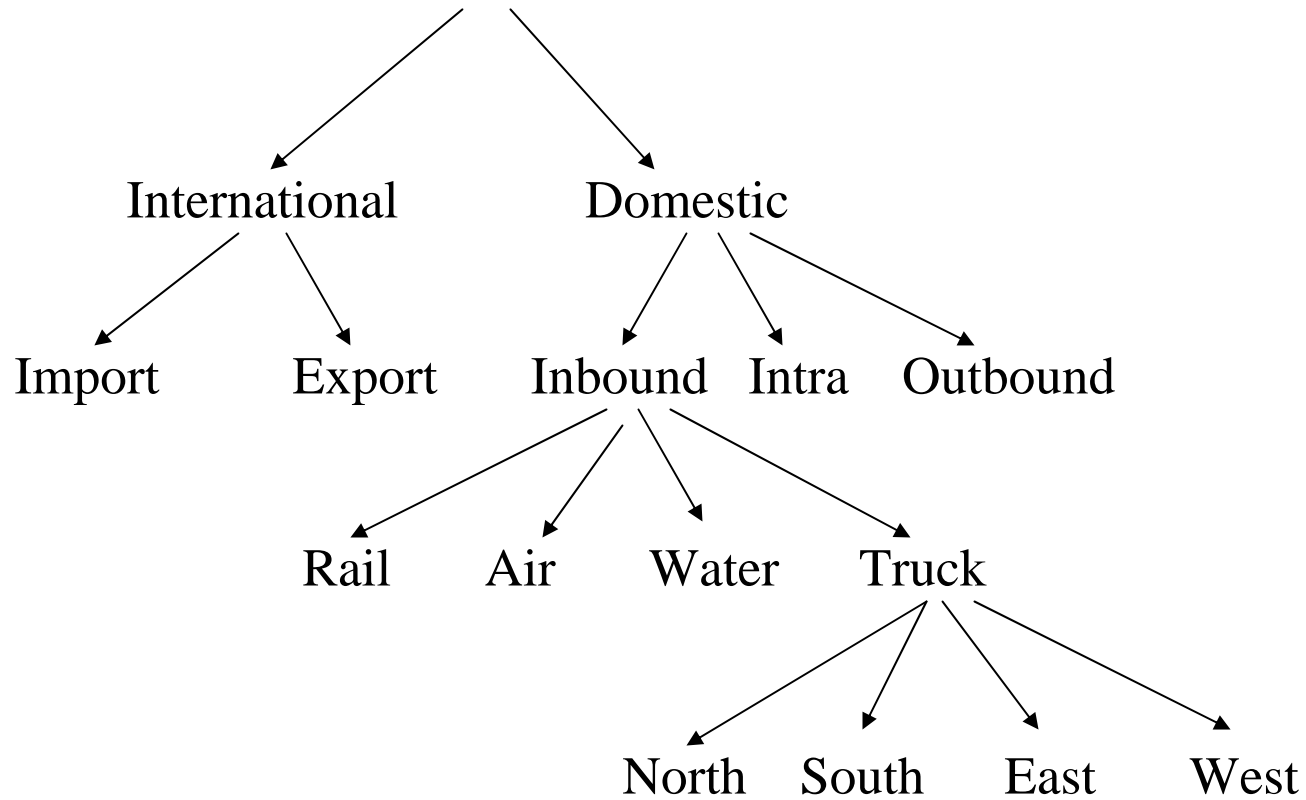 International Domestic
Import Export Inbound Intra Outbound
Rail Air Water Truck
North South East West